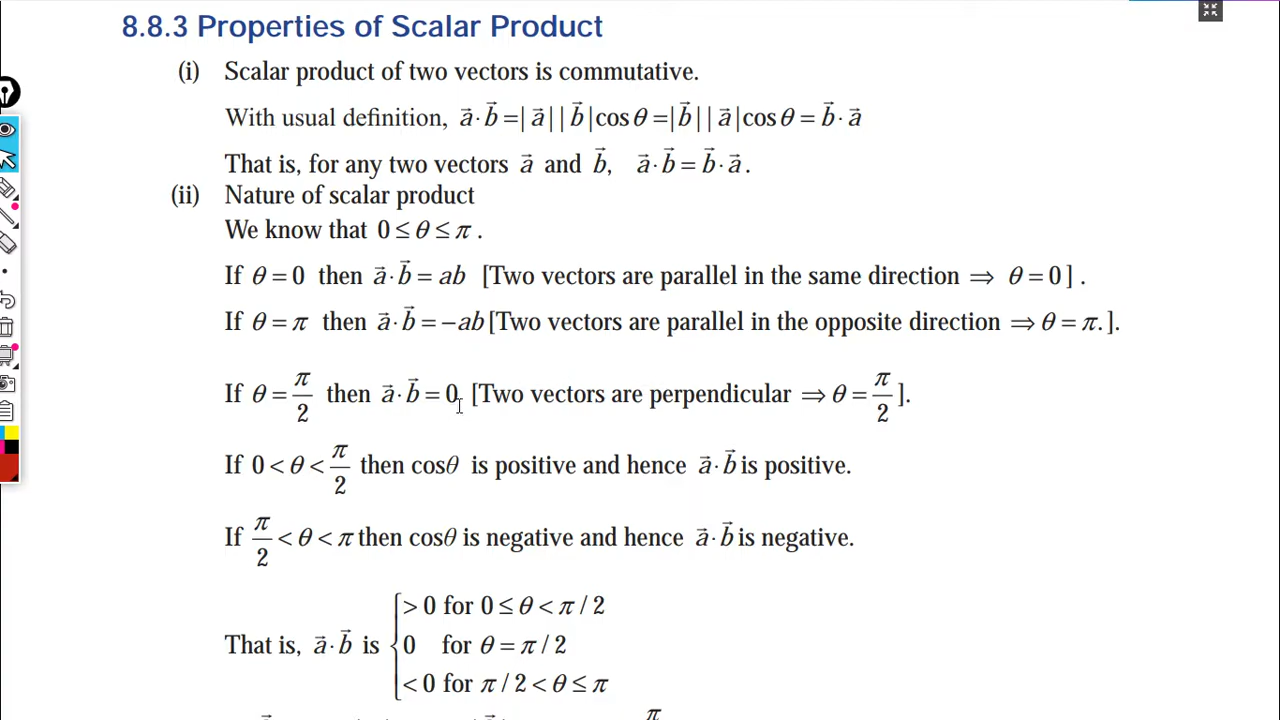 8.8.3 Properties of Scalar Product
(i) Scalar product of two vectors is commutative.
With usual definition, a⃗ · b⃗ = | a⃗ | | b⃗ | cos θ = | b⃗ | | a⃗ | cos θ = b⃗ · a⃗
That is, for any two vectors a⃗ and b⃗, a⃗ · b⃗ = b⃗ · a⃗.
(ii) Nature of scalar product
We know that 0 ≤ θ ≤ π.
If θ = 0 then a⃗ · b⃗ = ab [Two vectors are parallel in the same direction ⇒ θ = 0].
If θ = π then a⃗ · b⃗ = −ab [Two vectors are parallel in the opposite direction ⇒ θ = π.].
If θ = π/2 then a⃗ · b⃗ = 0 [Two vectors are perpendicular ⇒ θ = π/2].
If 0 < θ < π/2 then cosθ is positive and hence a⃗ · b⃗ is positive.
If π/2 < θ < π then cosθ is negative and hence a⃗ · b⃗ is negative.
> 0 for 0 ≤ θ < π / 2
That is, a⃗ · b⃗ is { 0 for θ = π / 2
< 0 for π / 2 < θ ≤ π